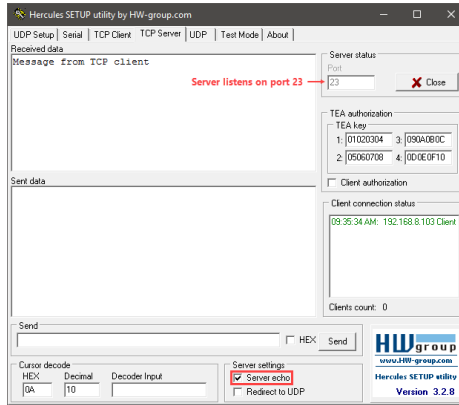 Hercules SETUP utility by HW-group.com
UDP Setup Serial TCP Client TCP Server UDP Test Mode About
Received data
Message from TCP client
Server listens on port 23
Server status
Port
23
Close
TEA authorization
TEA key
1: 01020304 3: 090A0B0C
2: 05060708 4: 0D0E0F10
Client authorization
Sent data
Client connection status
09:35:34 AM: 192.168.8.103 Client
Clients count: 0
Send
HEX Send
Cursor decode
HEX Decimal Decoder Input
0A 10
Server settings
Server echo
Redirect to UDP
HWgroup
www.HW-group.com
Hercules SETUP utility
Version 3.2.8